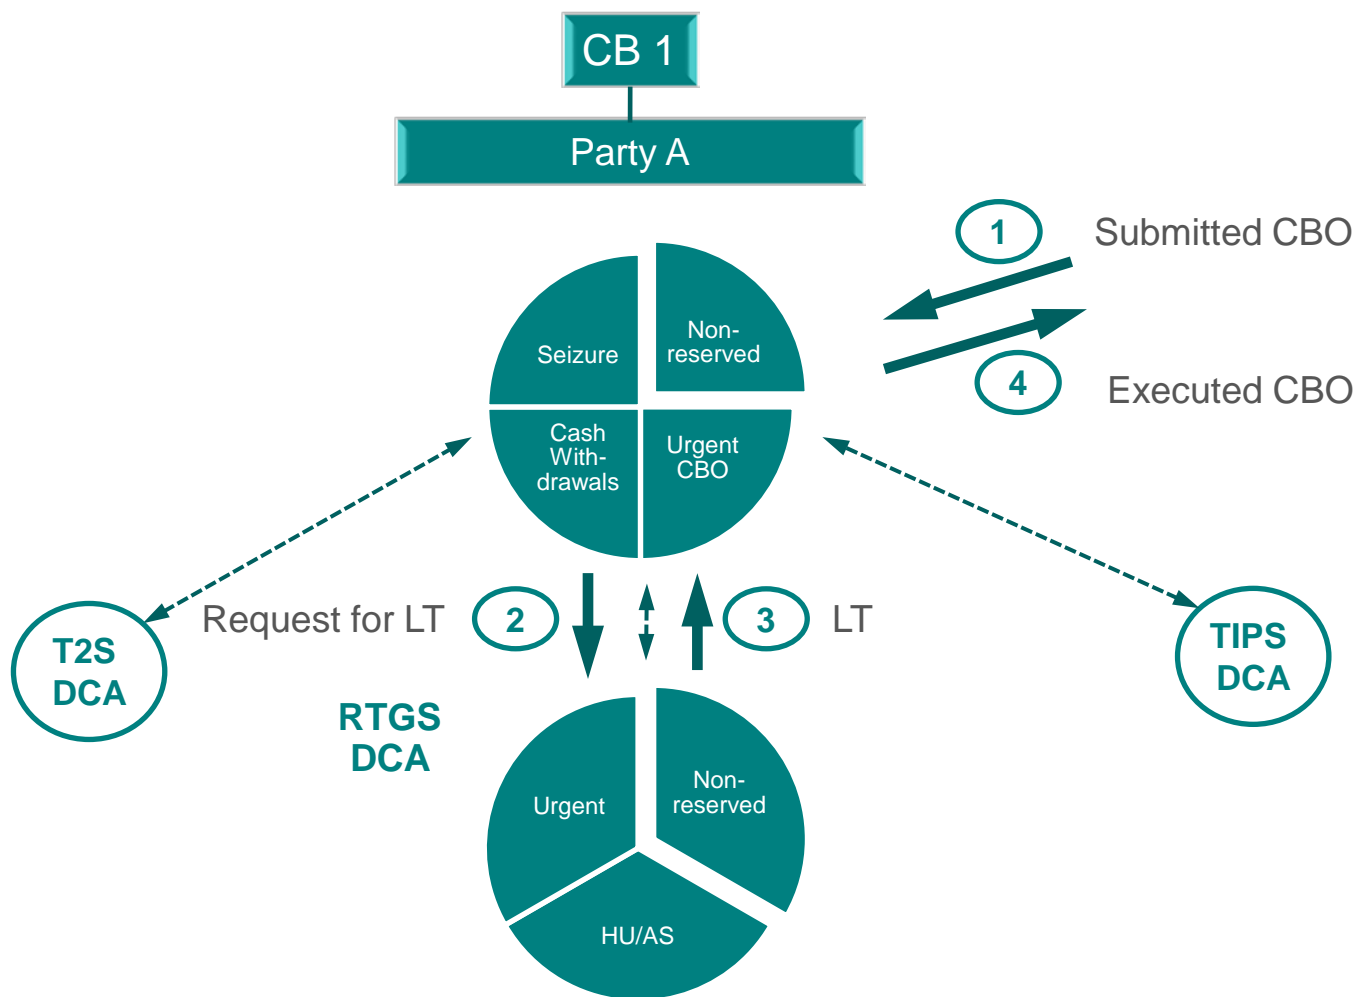 CB 1
Party A
1
Submitted CBO
Non-
reserved
Seizure
4
Executed CBO
Cash
With-
drawals
Urgent
CBO
Request for LT
2
3
LT
T2S
DCA
TIPS
DCA
RTGS
DCA
Non-
reserved
Urgent
HU/AS